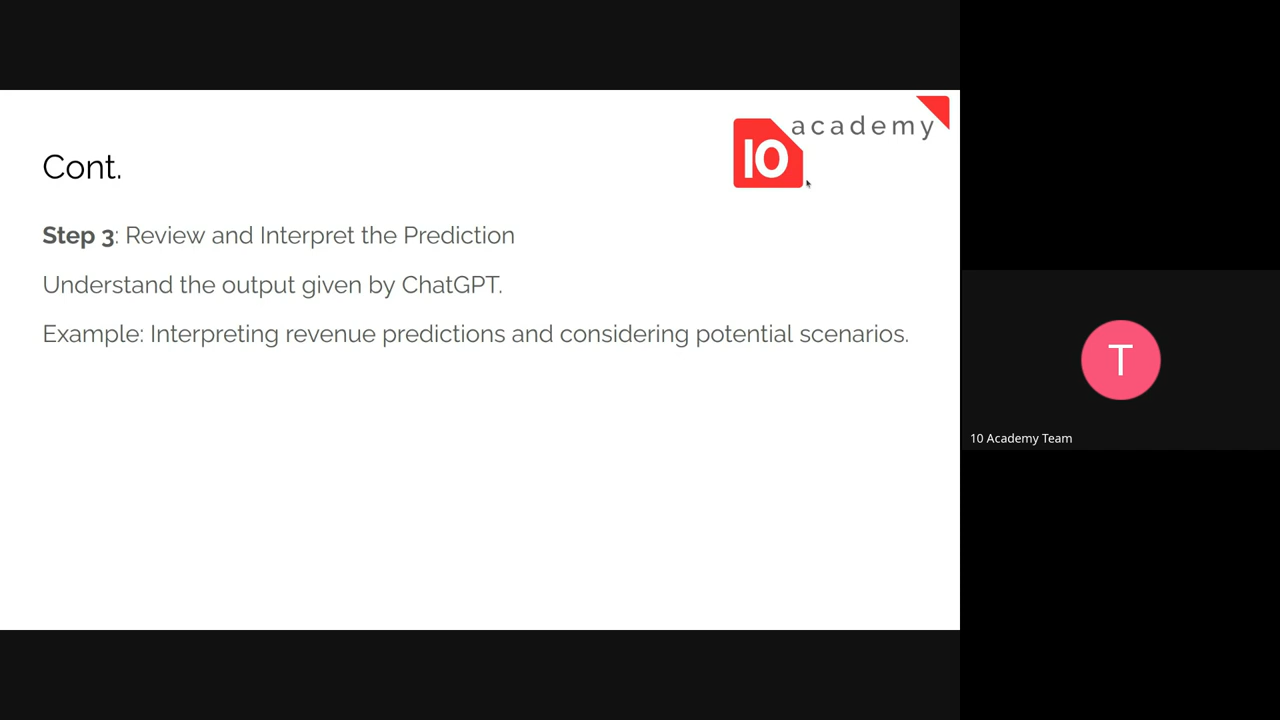 academy
10
Cont.
Step 3: Review and Interpret the Prediction
Understand the output given by ChatGPT.
Example: Interpreting revenue predictions and considering potential scenarios.
T
10 Academy Team